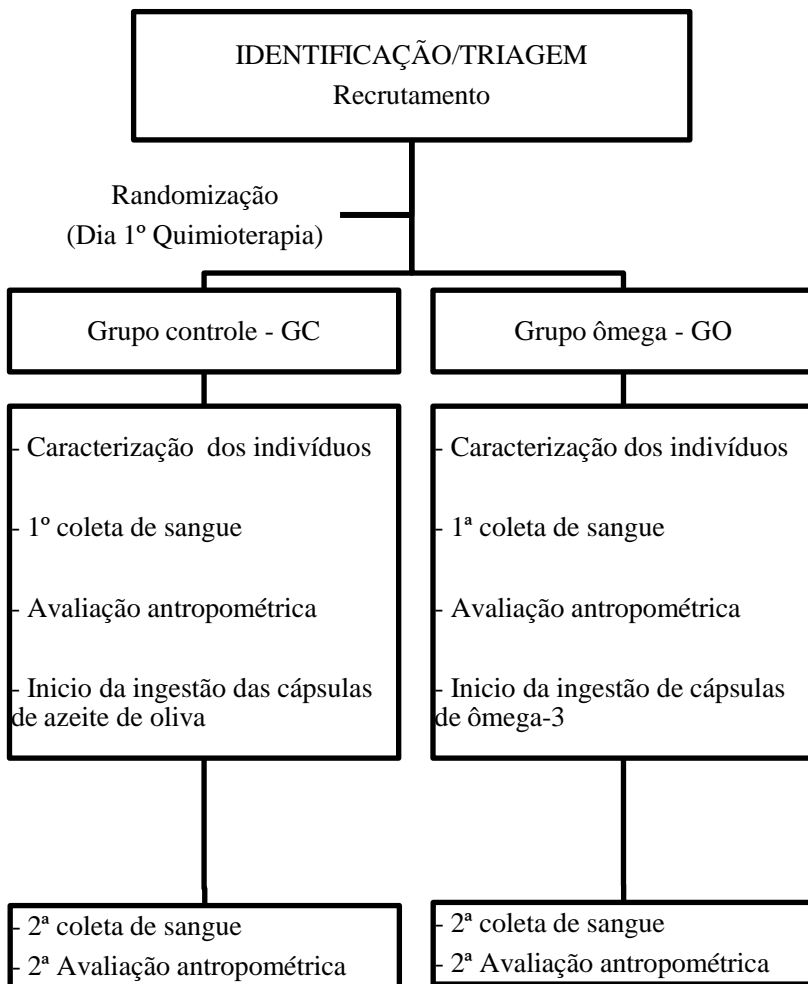 IDENTIFICAÇÃO/TRIAGEM
Recrutamento
Randomização
(Dia 1º Quimioterapia)
Grupo controle - GC
Grupo ômega - GO
- Caracterização dos indivíduos
- 1º coleta de sangue
- Avaliação antropométrica
- Inicio da ingestão das cápsulas
de azeite de oliva
- Caracterização dos indivíduos
- 1ª coleta de sangue
- Avaliação antropométrica
- Inicio da ingestão de cápsulas
de ômega-3
- 2ª coleta de sangue
- 2ª Avaliação antropométrica
- 2ª coleta de sangue
- 2ª Avaliação antropométrica